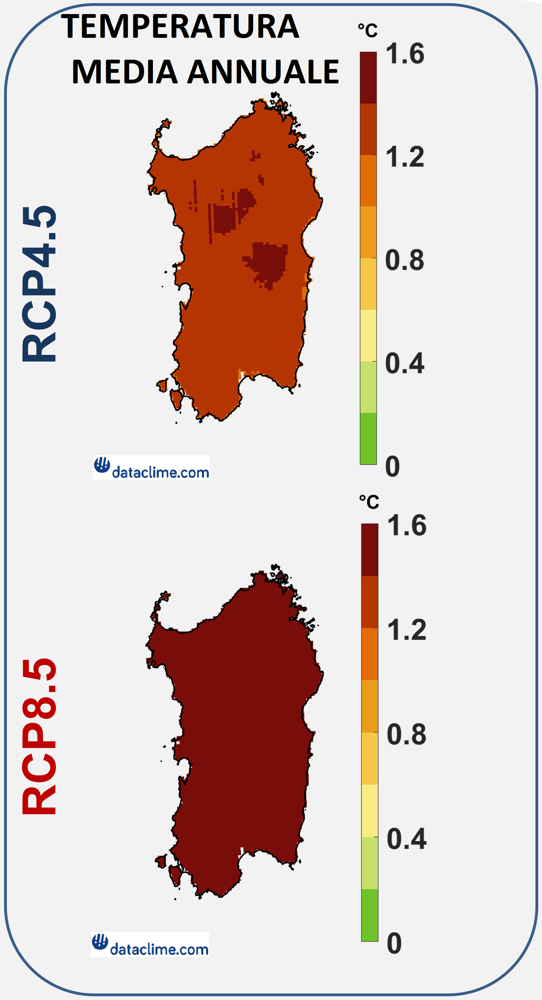 TEMPERATURA
MEDIA ANNUALE
°C
1.6
1.2
0.8
0.4
0
RCP4.5
dataclime.com
°C
1.6
1.2
0.8
0.4
0
RCP8.5
dataclime.com